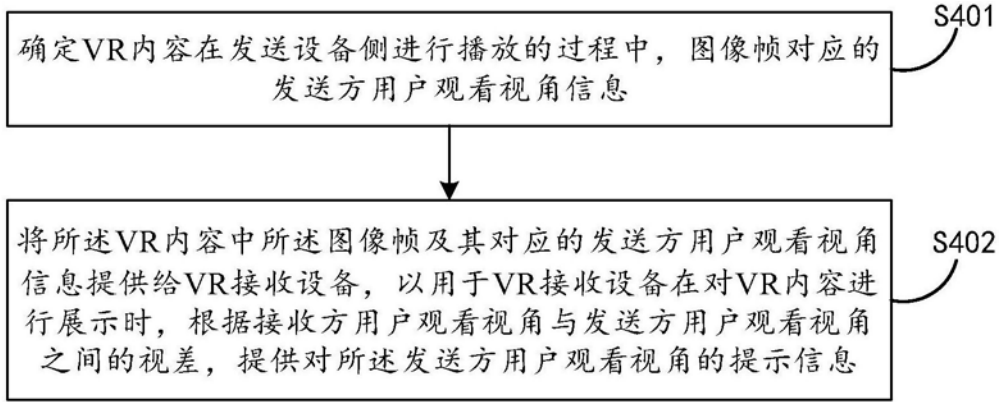 S401
确定VR内容在发送设备侧进行播放的过程中，图像帧对应的
发送方用户观看视角信息
S402
将所述VR内容中所述图像帧及其对应的发送方用户观看视角
信息提供给VR接收设备，以用于VR接收设备在对VR内容进
行展示时，根据接收方用户观看视角与发送方用户观看视角
之间的视差，提供对所述发送方用户观看视角的提示信息